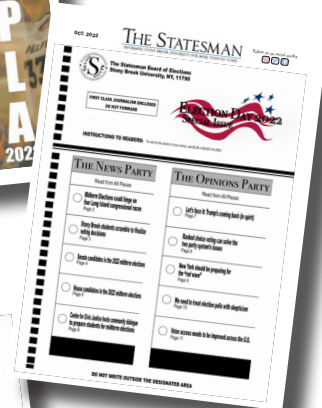 P
L
A
2022
OCT. 2022
THE STATESMAN
The Statesman Board of Elections
Stony Brook University, NY, 11790
FIRST CLASS JOURNALISM ENCLOSED
DO NOT FORWARD
ELECTION DAY 2022
SPECIAL ISSUE
INSTRUCTIONS TO READERS:
THE NEWS PARTY
Read from All Pieces
Midterm Elections could hinge on
four Long Island congressional races
Page 2
Stony Brook students scramble to finalize
voting decisions
Page 3
Senate candidates in the 2022 midterm elections
Page 4
House candidates in the 2022 midterm elections
Page 5
Center for Civic Justice hosts community dialogue
to prepare students for midterm elections
Page 6
THE OPINIONS PARTY
Read from All Pieces
Let's face it: Trump's coming back (in spirit)
Page 7
Ranked choice voting can solve the
two party system's issues
New York should be preparing
for the "red wave"
Page 9
We need to treat election polls with skepticism
Page 10
Voter access needs to be improved across the U.S.
Page 11
DO NOT WRITE OUTSIDE THE DESIGNATED AREA